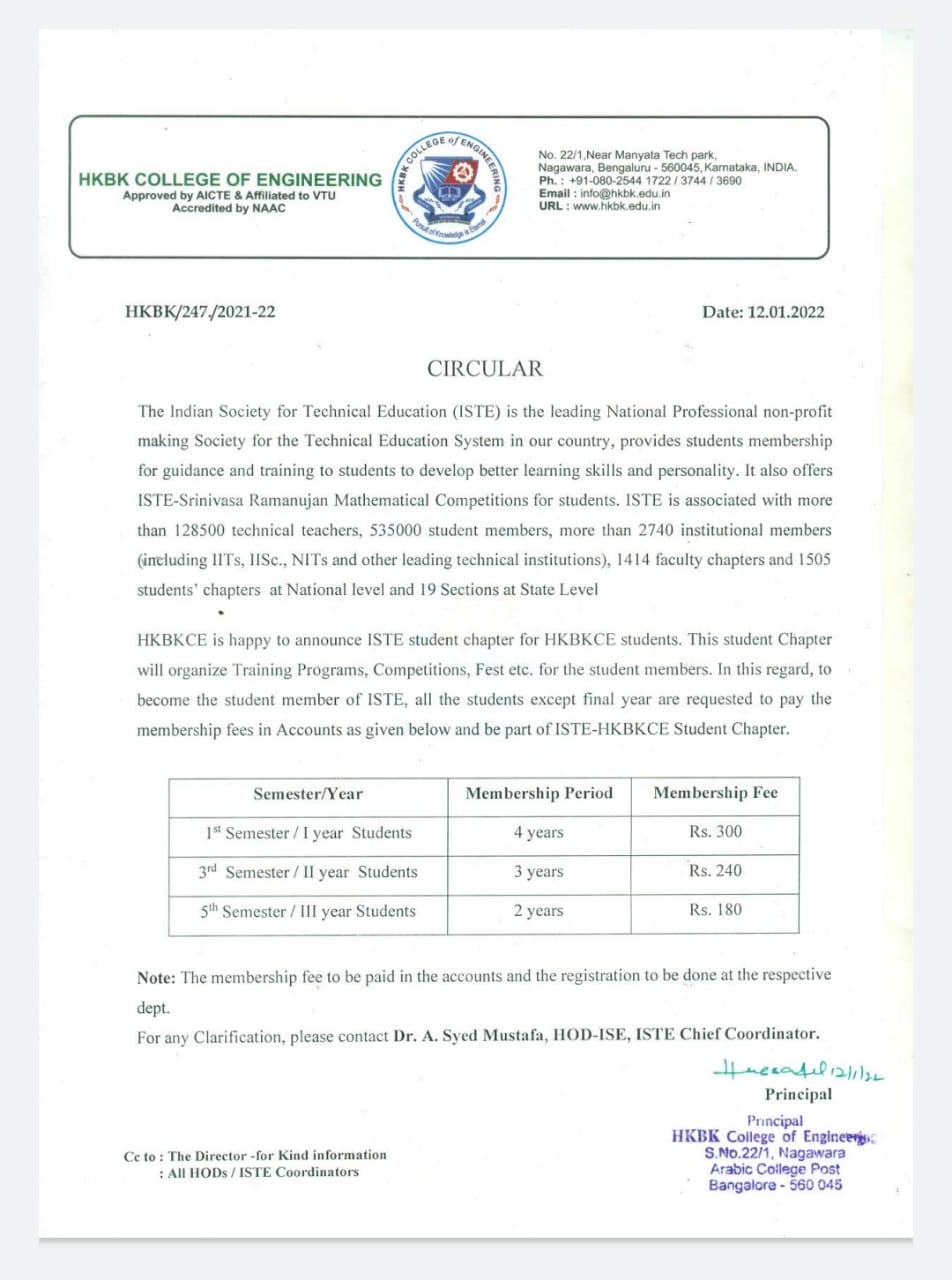 HKBK COLLEGE OF ENGINEERING
Approved by AICTE & Affiliated to VTU
Accredited by NAAC
HKBK COLLEGE of ENGINEERING
Pursuit of Knowledge is Eternal
No. 22/1,Near Manyata Tech park,
Nagawara, Bengaluru - 560045, Karnataka, INDIA.
Ph. : +91-080-2544 1722 / 3744 / 3690
Email : info@hkbk.edu.in
URL : www.hkbk.edu.in
HKBK/247./2021-22
Date: 12.01.2022
CIRCULAR
The Indian Society for Technical Education (ISTE) is the leading National Professional non-profit
making Society for the Technical Education System in our country, provides students membership
for guidance and training to students to develop better learning skills and personality. It also offers
ISTE-Srinivasa Ramanujan Mathematical Competitions for students. ISTE is associated with more
than 128500 technical teachers, 535000 student members, more than 2740 institutional members
(including IITs, IISc., NITs and other leading technical institutions), 1414 faculty chapters and 1505
students' chapters at National level and 19 Sections at State Level
HKBKCE is happy to announce ISTE student chapter for HKBKCE students. This student Chapter
will organize Training Programs, Competitions, Fest etc. for the student members. In this regard, to
become the student member of ISTE, all the students except final year are requested to pay the
membership fees in Accounts as given below and be part of ISTE-HKBKCE Student Chapter.
Semester/Year Membership Period Membership Fee
1st Semester / I year Students 4 years Rs. 300
3rd Semester / II year Students 3 years Rs. 240
5th Semester / III year Students 2 years Rs. 180
Note: The membership fee to be paid in the accounts and the registration to be done at the respective
dept.
For any Clarification, please contact Dr. A. Syed Mustafa, HOD-ISE, ISTE Chief Coordinator.
12/1/22
Principal
Principal
HKBK College of Engineering
S.No.22/1, Nagawara
Arabic College Post
Bangalore - 560 045
Cc to : The Director -for Kind information
: All HODs / ISTE Coordinators